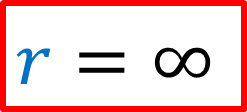 r = ∞